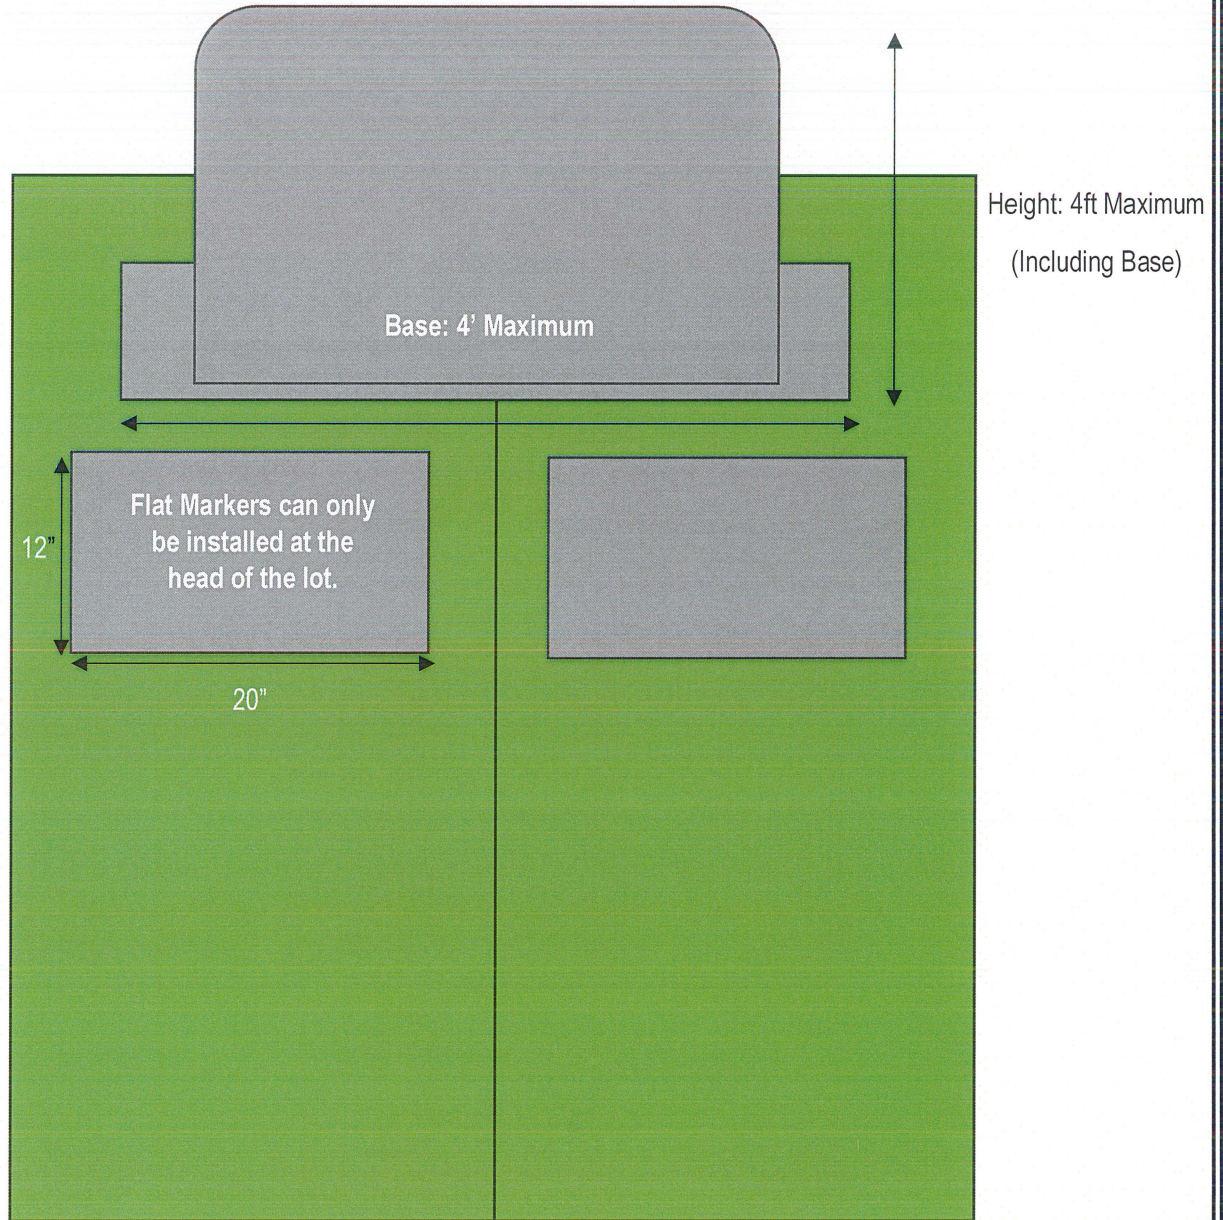 Height: 4ft Maximum
(Including Base)
Base: 4’ Maximum
Flat Markers can only
be installed at the
head of the lot.
12”
20”